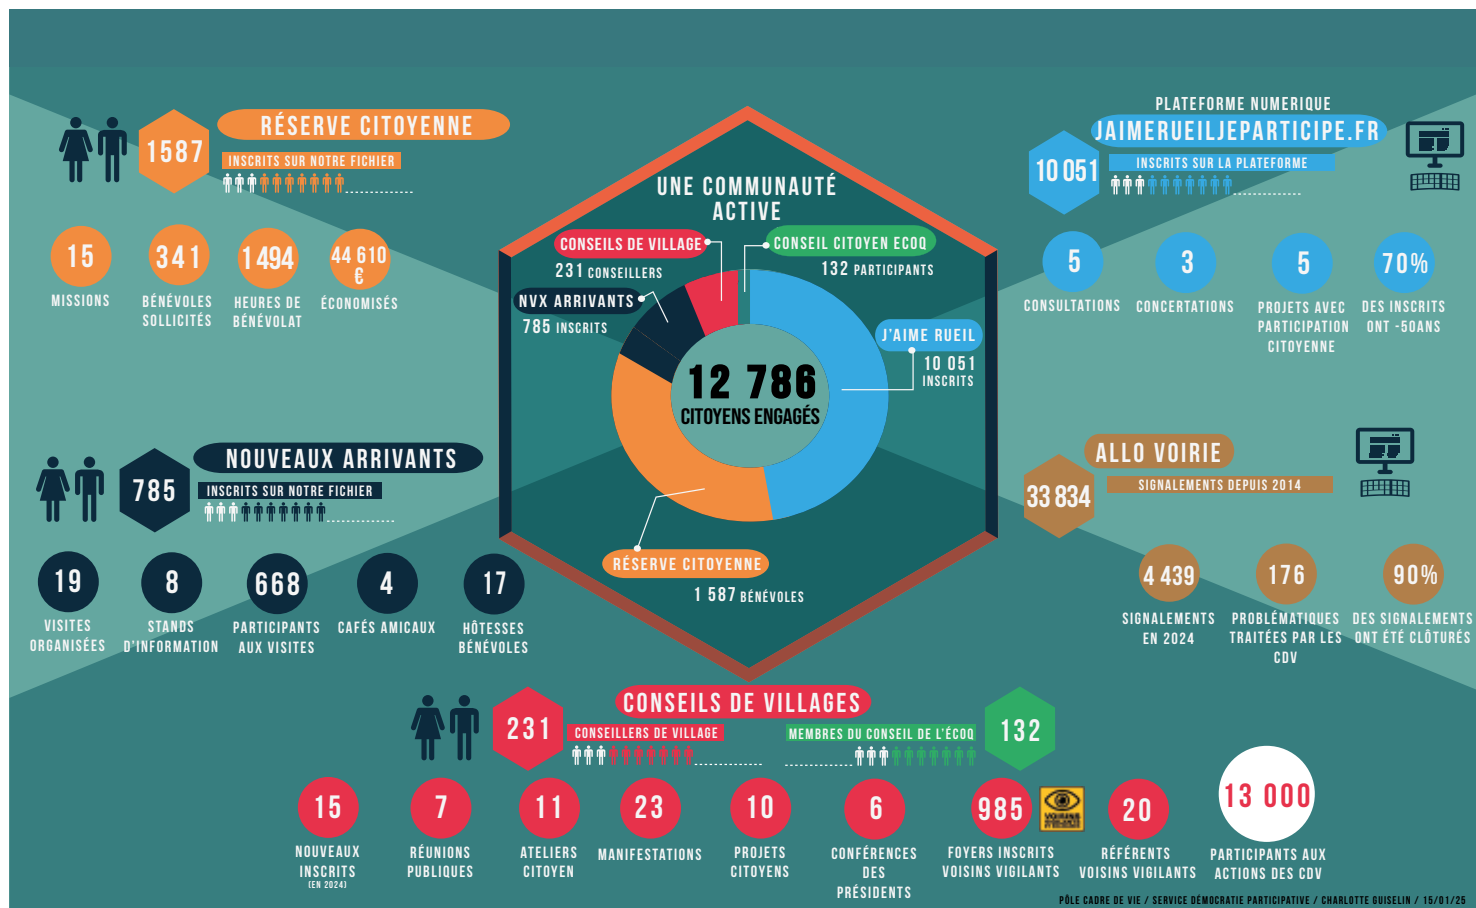 RÉSERVE CITOYENNE
1587
INSCRITS SUR NOTRE FICHIER
15
MISSIONS
341
BÉNÉVOLES
SOLLICITÉS
1 494
HEURES DE
BÉNÉVOLAT
44 610
€
ÉCONOMISÉS
PLATEFORME NUMERIQUE
JAIMERUEILJEPARTICIPE.FR
10 051
INSCRITS SUR LA PLATEFORME
5
CONSULTATIONS
3
CONCERTATIONS
5
PROJETS AVEC
PARTICIPATION
CITOYENNE
70%
DES INSCRITS
ONT -50ANS
UNE COMMUNAUTÉ
ACTIVE
CONSEILS DE VILLAGE
231 CONSEILLERS
CONSEIL CITOYEN ECOQ
132 PARTICIPANTS
NVX ARRIVANTS
785 INSCRITS
J'AIME RUEIL
10 051
INSCRITS
12 786
CITOYENS ENGAGÉS
RÉSERVE CITOYENNE
1 587 BÉNÉVOLES
NOUVEAUX ARRIVANTS
785
INSCRITS SUR NOTRE FICHIER
19
VISITES
ORGANISÉES
8
STANDS
D'INFORMATION
668
PARTICIPANTS
AUX VISITES
4
CAFÉS AMICAUX
17
HÔTESSES
BÉNÉVOLES
ALLO VOIRIE
33 834
SIGNALEMENTS DEPUIS 2014
4 439
SIGNALEMENTS
EN 2024
176
PROBLÉMATIQUES
TRAITÉES PAR LES
CDV
90%
DES SIGNALEMENTS
ONT ÉTÉ CLÔTURÉS
CONSEILS DE VILLAGES
231
CONSEILLERS DE VILLAGE
MEMBRES DU CONSEIL DE L'ÉCOQ
132
15
NOUVEAUX
INSCRITS
(EN 2024)
7
RÉUNIONS
PUBLIQUES
11
ATELIERS
CITOYEN
23
MANIFESTATIONS
10
PROJETS
CITOYENS
6
CONFÉRENCES
DES
PRÉSIDENTS
985
VOISINS
FOYERS INSCRITS
VOISINS VIGILANTS
20
RÉFÉRENTS
VOISINS VIGILANTS
13 000
PARTICIPANTS AUX
ACTIONS DES CDV
PÔLE CADRE DE VIE / SERVICE DÉMOCRATIE PARTICIPATIVE / CHARLOTTE GUISELIN / 15/01/25